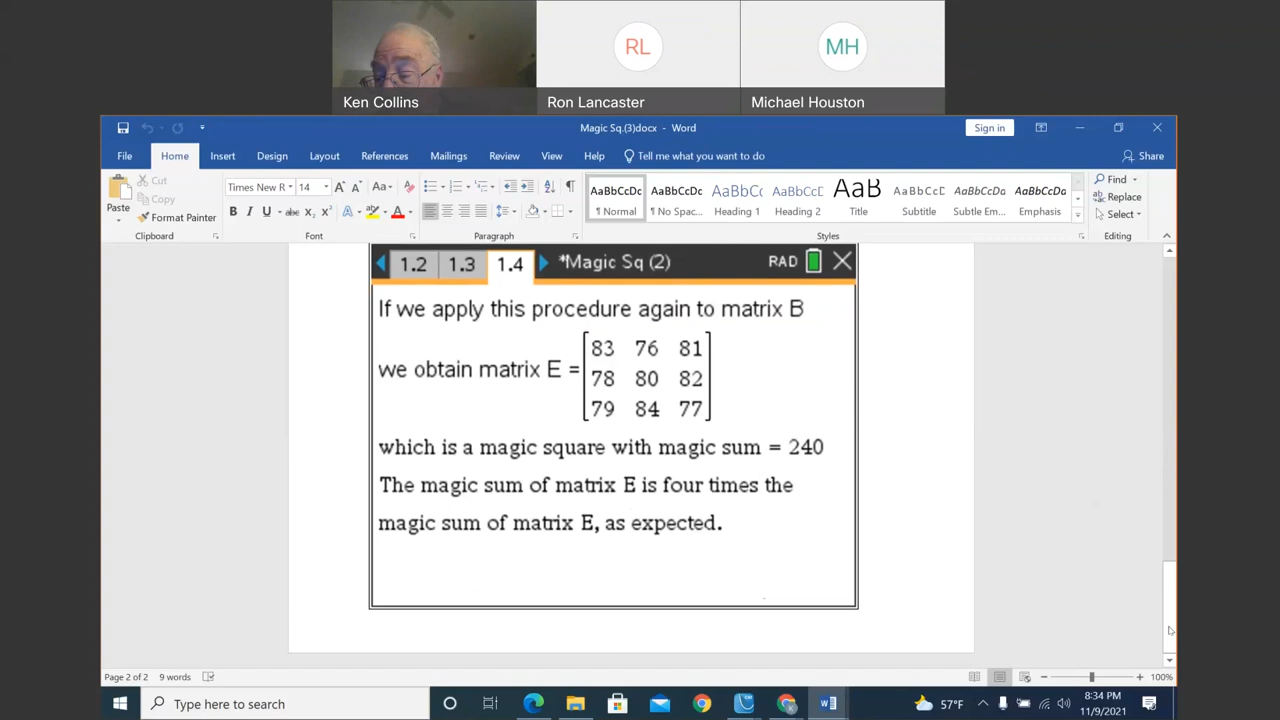 RL
MH
Ken Collins
Ron Lancaster
Michael Houston
Magic Sq.(3)docx - Word
Sign in
File Home Insert Design Layout References Mailings Review View Help Tell me what you want to do Share
Paste
Cut
Copy
Format Painter
Clipboard
Times New R 14
Font
Paragraph
AaBbCcDc AaBbCcDc AaBbCc AaBbCcD AaB AaBbCcD AaBbCcDc AaBbCcDc
¶ Normal ¶ No Spac... Heading 1 Heading 2 Title Subtitle Subtle Em... Emphasis
Styles
Find
Replace
Select
Editing
1.2 1.3 1.4 *Magic Sq (2) RAD
If we apply this procedure again to matrix B
83 76 81
we obtain matrix E = 78 80 82
79 84 77
which is a magic square with magic sum = 240
The magic sum of matrix E is four times the
magic sum of matrix E, as expected.
Page 2 of 2 9 words 100%
Type here to search
57°F
8:34 PM
11/9/2021